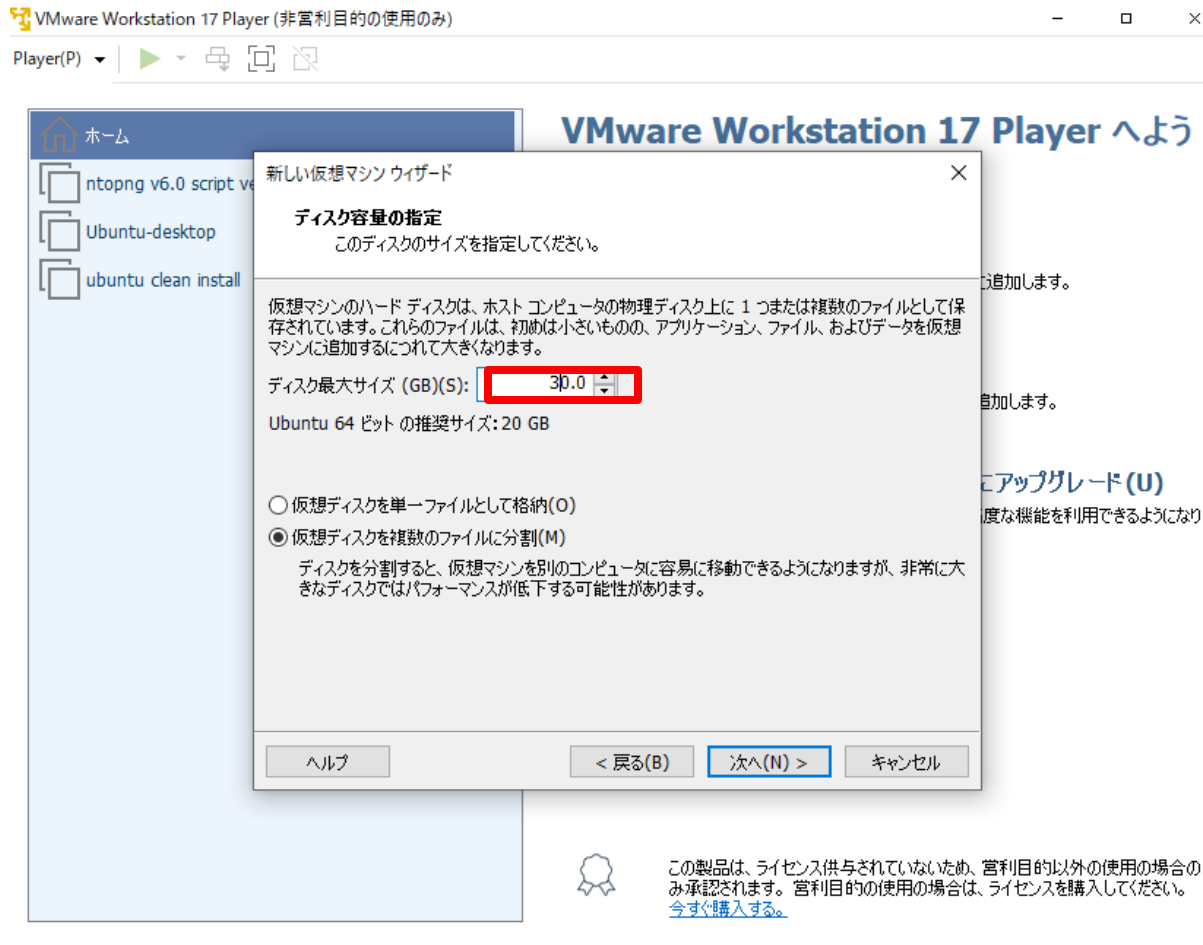 VMware Workstation 17 Player (非営利目的の使用のみ)
Player(P)
ホーム
ntopng v6.0 script ve
Ubuntu-desktop
ubuntu clean install
VMware Workstation 17 Player へよう
に追加します。
追加します。
にアップグレード(U)
高度な機能を利用できるようになり
新しい仮想マシン ウィザード
ディスク容量の指定
このディスクのサイズを指定してください。
仮想マシンのハード ディスクは、ホスト コンピュータの物理ディスク上に 1 つまたは複数のファイルとして保
存されています。これらのファイルは、初めは小さいものの、アプリケーション、ファイル、およびデータを仮想
マシンに追加するにつれて大きくなります。
ディスク最大サイズ (GB)(S): 30.0
Ubuntu 64 ビット の推奨サイズ: 20 GB
仮想ディスクを単一ファイルとして格納(O)
仮想ディスクを複数のファイルに分割(M)
ディスクを分割すると、仮想マシンを別のコンピュータに容易に移動できるようになりますが、非常に大
きなディスクではパフォーマンスが低下する可能性があります。
ヘルプ
< 戻る(B)
次へ(N) >
キャンセル
この製品は、ライセンス供与されていないため、営利目的以外の使用の場合の
み承認されます。営利目的の使用の場合は、ライセンスを購入してください。
今すぐ購入する。